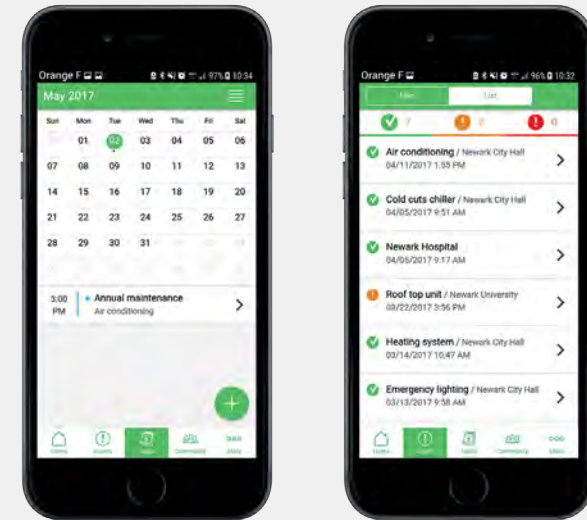 Orange F 97% 10:34
May 2017
Sun Mon Tue Wed Thu Fri Sat
01 02 03 04 05 06
07 08 09 10 11 12 13
14 15 16 17 18 19 20
21 22 23 24 25 26 27
28 29 30 31
3:00 PM
Annual maintenance
Air conditioning
Orange F 96% 10:32
List
7 0
Air conditioning / Newark City Hall
04/11/2017 1:55 PM
Cold cuts chiller / Newark City Hall
04/05/2017 9:51 AM
Newark Hospital
04/05/2017 9:17 AM
Roof top unit / Newark University
03/22/2017 3:56 PM
Heating system / Newark City Hall
03/14/2017 10:47 AM
Emergency lighting / Newark City Hall
03/13/2017 9:58 AM